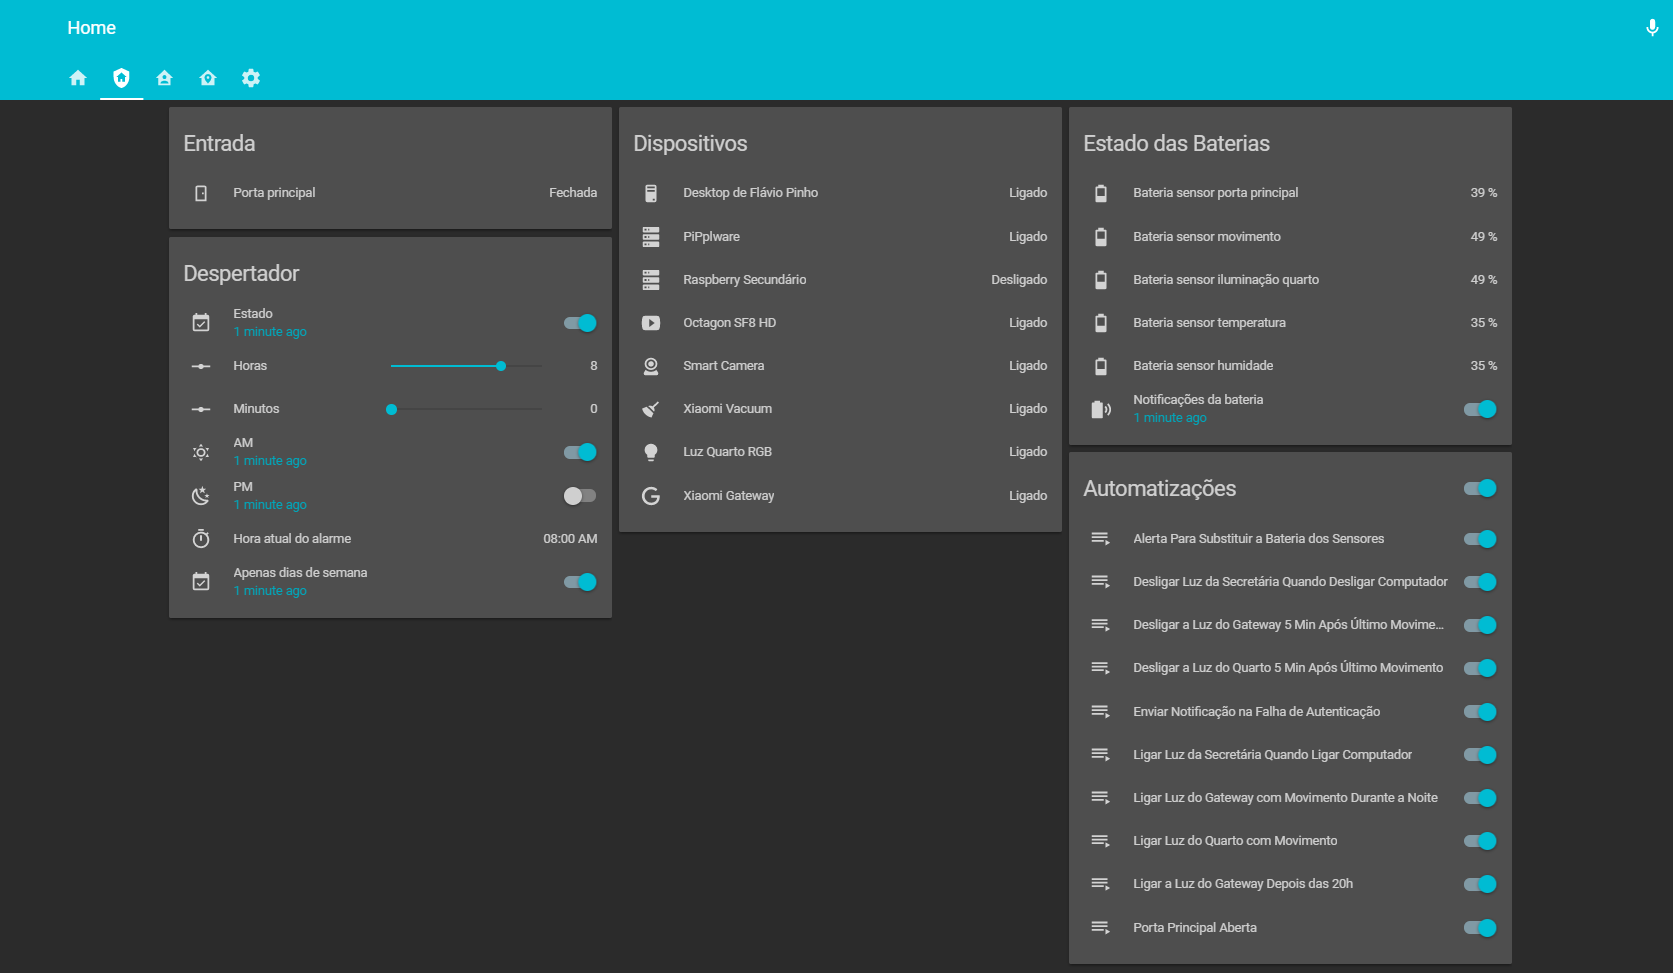 Home
Entrada
Porta principal Fechada
Despertador
Estado
1 minute ago
Horas 8
Minutos 0
AM
1 minute ago
PM
1 minute ago
Hora atual do alarme 08:00 AM
Apenas dias de semana
1 minute ago
Dispositivos
Desktop de Flávio Pinho Ligado
PiPplware Ligado
Raspberry Secundário Desligado
Octagon SF8 HD Ligado
Smart Camera Ligado
Xiaomi Vacuum Ligado
Luz Quarto RGB Ligado
Xiaomi Gateway Ligado
Estado das Baterias
Bateria sensor porta principal 39 %
Bateria sensor movimento 49 %
Bateria sensor iluminação quarto 49 %
Bateria sensor temperatura 35 %
Bateria sensor humidade 35 %
Notificações da bateria
1 minute ago
Automatizações
Alerta Para Substituir a Bateria dos Sensores
Desligar Luz da Secretária Quando Desligar Computador
Desligar a Luz do Gateway 5 Min Após Último Movime...
Desligar a Luz do Quarto 5 Min Após Último Movimento
Enviar Notificação na Falha de Autenticação
Ligar Luz da Secretária Quando Ligar Computador
Ligar Luz do Gateway com Movimento Durante a Noite
Ligar Luz do Quarto com Movimento
Ligar a Luz do Gateway Depois das 20h
Porta Principal Aberta